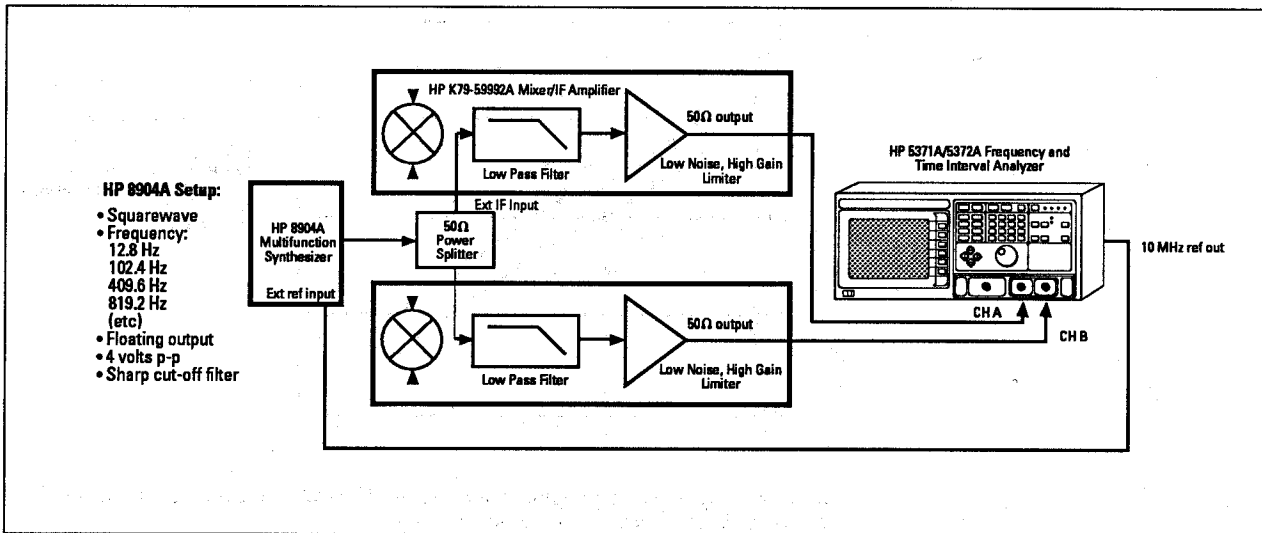 HP K79-59992A Mixer/IF Amplifier
50Ω output
Low Pass Filter
Low Noise, High Gain
Limiter
Ext IF Input
HP 8904A Setup:
• Squarewave
• Frequency:
12.8 Hz
102.4 Hz
409.6 Hz
819.2 Hz
(etc)
• Floating output
• 4 volts p-p
• Sharp cut-off filter
HP 8904A
Multifunction
Synthesizer
Ext ref input
50Ω
Power
Splitter
50Ω output
Low Pass Filter
Low Noise, High Gain
Limiter
HP 5371A/5372A Frequency and
Time Interval Analyzer
10 MHz ref out
CH A
CH B